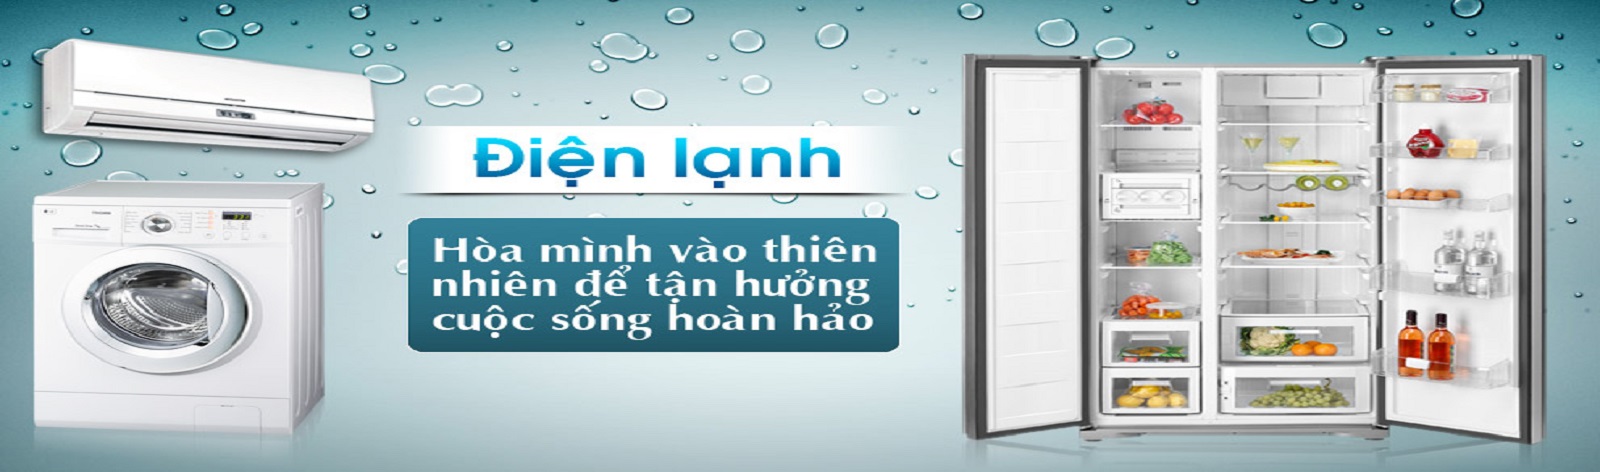 Điện lạnh
Hòa mình vào thiên
nhiên để tận hưởng
cuộc sống hoàn hảo